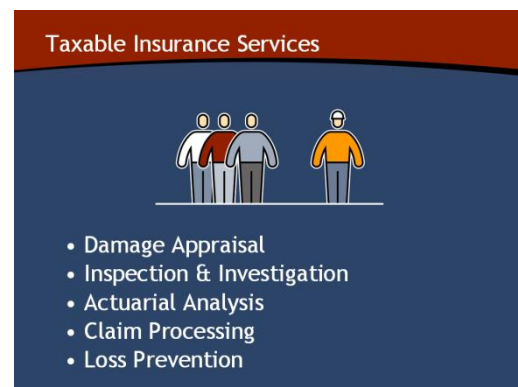 Taxable Insurance Services
• Damage Appraisal
• Inspection & Investigation
• Actuarial Analysis
• Claim Processing
• Loss Prevention